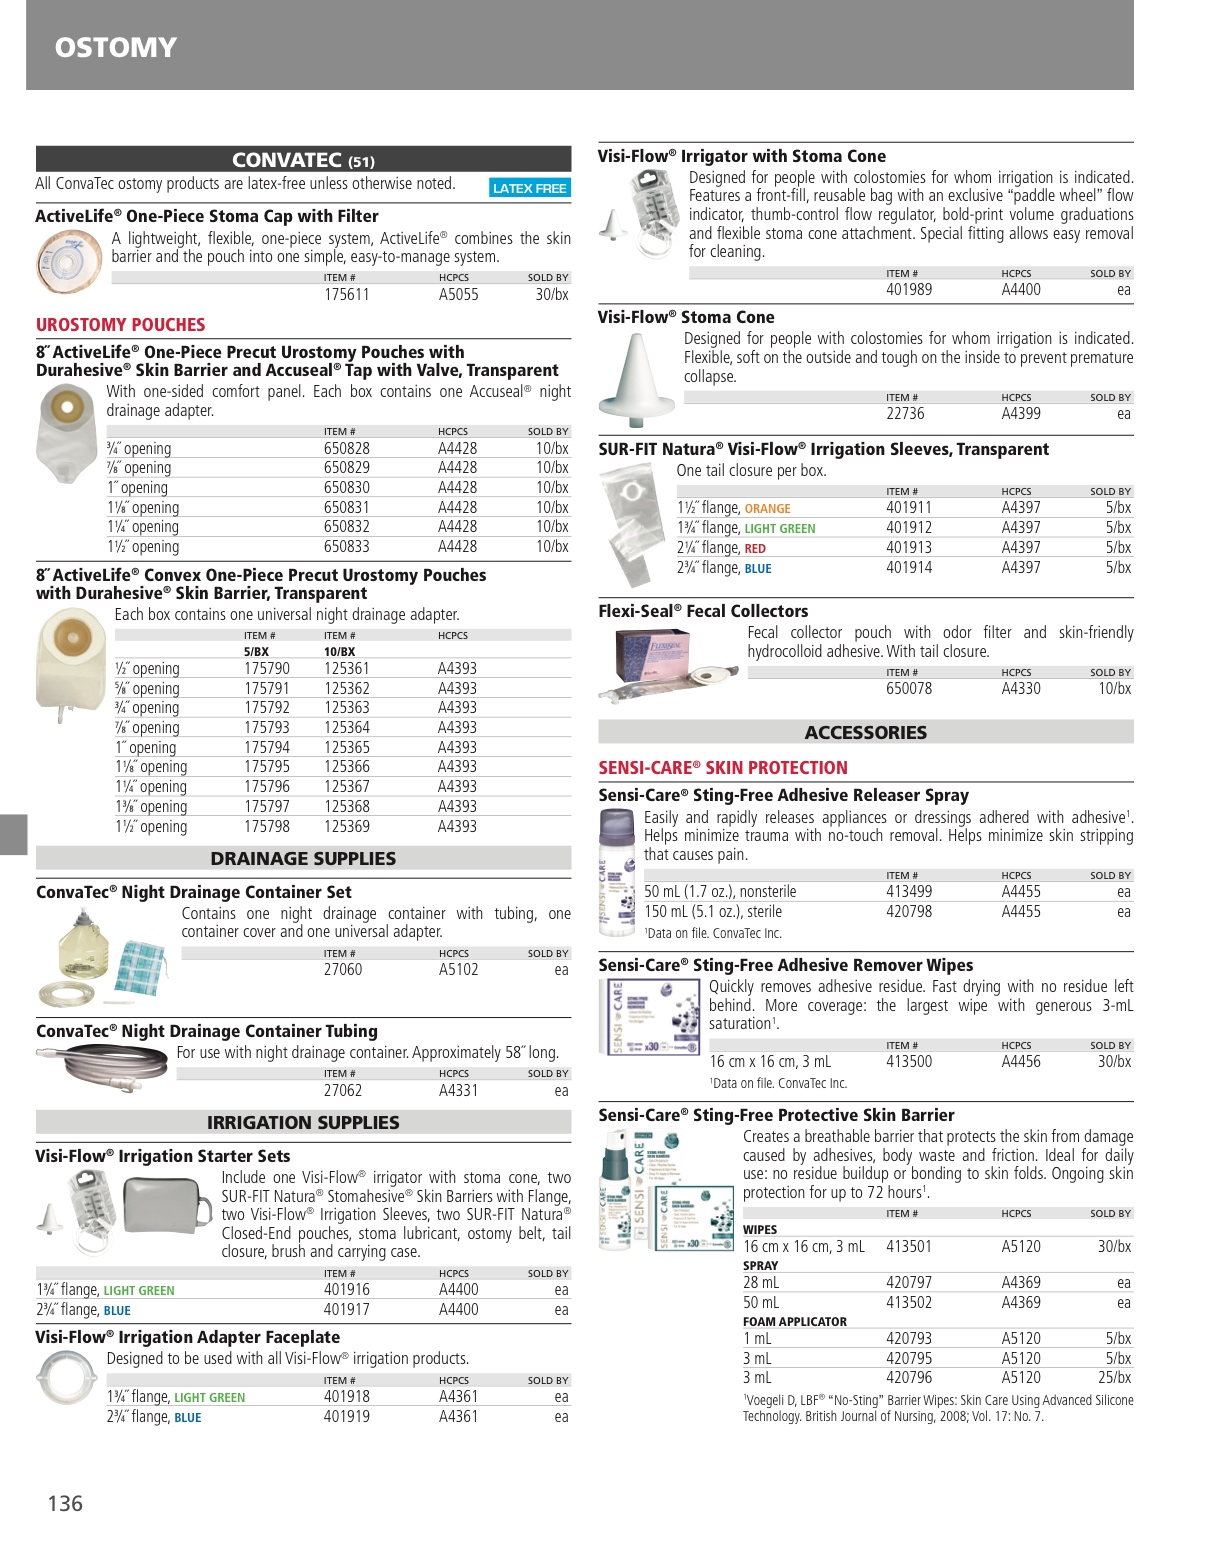 OSTOMY
CONVATEC (51)
All ConvaTec ostomy products are latex-free unless otherwise noted.
LATEX FREE
ActiveLife® One-Piece Stoma Cap with Filter
A lightweight, flexible, one-piece system, ActiveLife® combines the skin
barrier and the pouch into one simple, easy-to-manage system.
ITEM # HCPCS SOLD BY
175611 A5055 30/bx
UROSTOMY POUCHES
8˝ ActiveLife® One-Piece Precut Urostomy Pouches with
Durahesive® Skin Barrier and Accuseal® Tap with Valve, Transparent
With one-sided comfort panel. Each box contains one Accuseal® night
drainage adapter.
ITEM # HCPCS SOLD BY
¾˝ opening 650828 A4428 10/bx
⅞˝ opening 650829 A4428 10/bx
1˝ opening 650830 A4428 10/bx
1⅛˝ opening 650831 A4428 10/bx
1¼˝ opening 650832 A4428 10/bx
1½˝ opening 650833 A4428 10/bx
8˝ ActiveLife® Convex One-Piece Precut Urostomy Pouches
with Durahesive® Skin Barrier, Transparent
Each box contains one universal night drainage adapter.
ITEM # ITEM # HCPCS
5/BX 10/BX
½˝ opening 175790 125361 A4393
⅝˝ opening 175791 125362 A4393
¾˝ opening 175792 125363 A4393
⅞˝ opening 175793 125364 A4393
1˝ opening 175794 125365 A4393
1⅛˝ opening 175795 125366 A4393
1¼˝ opening 175796 125367 A4393
1⅜˝ opening 175797 125368 A4393
1½˝ opening 175798 125369 A4393
DRAINAGE SUPPLIES
ConvaTec® Night Drainage Container Set
Contains one night drainage container with tubing, one
container cover and one universal adapter.
ITEM # HCPCS SOLD BY
27060 A5102 ea
ConvaTec® Night Drainage Container Tubing
For use with night drainage container. Approximately 58˝ long.
ITEM # HCPCS SOLD BY
27062 A4331 ea
IRRIGATION SUPPLIES
Visi-Flow® Irrigation Starter Sets
Include one Visi-Flow® irrigator with stoma cone, two
SUR-FIT Natura® Stomahesive® Skin Barriers with Flange,
two Visi-Flow® Irrigation Sleeves, two SUR-FIT Natura®
Closed-End pouches, stoma lubricant, ostomy belt, tail
closure, brush and carrying case.
ITEM # HCPCS SOLD BY
1¾˝ flange, LIGHT GREEN 401916 A4400 ea
2¾˝ flange, BLUE 401917 A4400 ea
Visi-Flow® Irrigation Adapter Faceplate
Designed to be used with all Visi-Flow® irrigation products.
ITEM # HCPCS SOLD BY
1¾˝ flange, LIGHT GREEN 401918 A4361 ea
2¾˝ flange, BLUE 401919 A4361 ea
Visi-Flow® Irrigator with Stoma Cone
Designed for people with colostomies for whom irrigation is indicated.
Features a front-fill, reusable bag with an exclusive “paddle wheel” flow
indicator, thumb-control flow regulator, bold-print volume graduations
and flexible stoma cone attachment. Special fitting allows easy removal
for cleaning.
ITEM # HCPCS SOLD BY
401989 A4400 ea
Visi-Flow® Stoma Cone
Designed for people with colostomies for whom irrigation is indicated.
Flexible, soft on the outside and tough on the inside to prevent premature
collapse.
ITEM # HCPCS SOLD BY
22736 A4399 ea
SUR-FIT Natura® Visi-Flow® Irrigation Sleeves, Transparent
One tail closure per box.
ITEM # HCPCS SOLD BY
1½˝ flange, ORANGE 401911 A4397 5/bx
1¾˝ flange, LIGHT GREEN 401912 A4397 5/bx
2¼˝ flange, RED 401913 A4397 5/bx
2¾˝ flange, BLUE 401914 A4397 5/bx
Flexi-Seal® Fecal Collectors
FLEXISEAL
Fecal collector pouch with odor filter and skin-friendly
hydrocolloid adhesive. With tail closure.
ITEM # HCPCS SOLD BY
650078 A4330 10/bx
ACCESSORIES
SENSI-CARE® SKIN PROTECTION
Sensi-Care® Sting-Free Adhesive Releaser Spray
SENSI CARE
Easily and rapidly releases appliances or dressings adhered with adhesive¹.
Helps minimize trauma with no-touch removal. Helps minimize skin stripping
that causes pain.
ITEM # HCPCS SOLD BY
50 mL (1.7 oz.), nonsterile 413499 A4455 ea
150 mL (5.1 oz.), sterile 420798 A4455 ea
¹Data on file. ConvaTec Inc.
Sensi-Care® Sting-Free Adhesive Remover Wipes
SENSI CARE
x30
Quickly removes adhesive residue. Fast drying with no residue left
behind. More coverage: the largest wipe with generous 3-mL
saturation¹.
ITEM # HCPCS SOLD BY
16 cm x 16 cm, 3 mL 413500 A4456 30/bx
¹Data on file. ConvaTec Inc.
Sensi-Care® Sting-Free Protective Skin Barrier
SENSI CARE
x30
Creates a breathable barrier that protects the skin from damage
caused by adhesives, body waste and friction. Ideal for daily
use: no residue buildup or bonding to skin folds. Ongoing skin
protection for up to 72 hours¹.
ITEM # HCPCS SOLD BY
WIPES
16 cm x 16 cm, 3 mL 413501 A5120 30/bx
SPRAY
28 mL 420797 A4369 ea
50 mL 413502 A4369 ea
FOAM APPLICATOR
1 mL 420793 A5120 5/bx
3 mL 420795 A5120 5/bx
3 mL 420796 A5120 25/bx
¹Voegeli D, LBF® “No-Sting” Barrier Wipes: Skin Care Using Advanced Silicone
Technology. British Journal of Nursing, 2008; Vol. 17: No. 7.
136